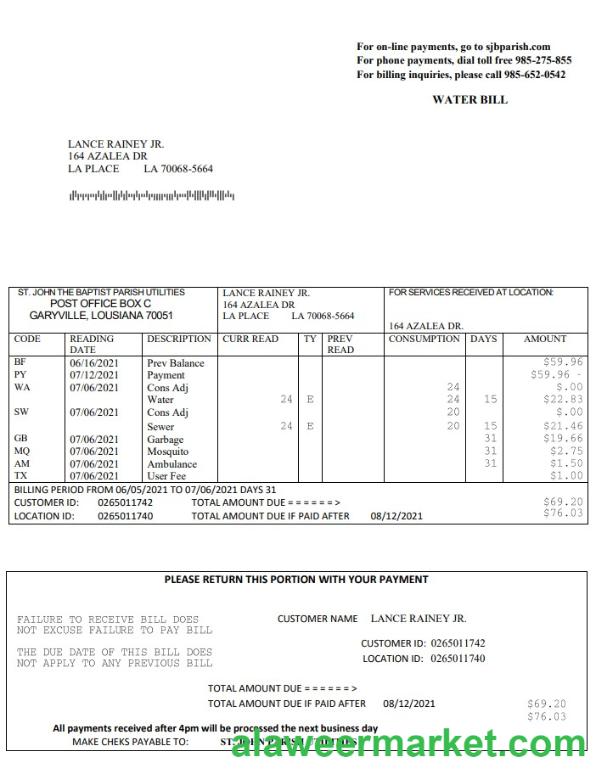 For on-line payments, go to sjbparish.com
For phone payments, dial toll free 985-275-855
For billing inquiries, please call 985-652-0542
WATER BILL
LANCE RAINEY JR.
164 AZALEA DR
LA PLACE LA 70068-5664
ST. JOHN THE BAPTIST PARISH UTILITIES
POST OFFICE BOX C
GARYVILLE, LOUSIANA 70051
LANCE RAINEY JR.
164 AZALEA DR
LA PLACE LA 70068-5664
FOR SERVICES RECEIVED AT LOCATION:
164 AZALEA DR.
CODE READING DATE DESCRIPTION CURR READ TY PREV READ CONSUMPTION DAYS AMOUNT
BF 06/16/2021 Prev Balance $59.96
PY 07/12/2021 Payment $59.96 -
WA 07/06/2021 Cons Adj 24 $.00
Water 24 E 24 15 $22.83
SW 07/06/2021 Cons Adj 20 $.00
Sewer 24 E 20 15 $21.46
GB 07/06/2021 Garbage 31 $19.66
MQ 07/06/2021 Mosquito 31 $2.75
AM 07/06/2021 Ambulance 31 $1.50
TX 07/06/2021 User Fee $1.00
BILLING PERIOD FROM 06/05/2021 TO 07/06/2021 DAYS 31
CUSTOMER ID: 0265011742 TOTAL AMOUNT DUE = = = = = = > $69.20
LOCATION ID: 0265011740 TOTAL AMOUNT DUE IF PAID AFTER 08/12/2021 $76.03
PLEASE RETURN THIS PORTION WITH YOUR PAYMENT
FAILURE TO RECEIVE BILL DOES
NOT EXCUSE FAILURE TO PAY BILL
THE DUE DATE OF THIS BILL DOES
NOT APPLY TO ANY PREVIOUS BILL
CUSTOMER NAME LANCE RAINEY JR.
CUSTOMER ID: 0265011742
LOCATION ID: 0265011740
TOTAL AMOUNT DUE = = = = = = >
TOTAL AMOUNT DUE IF PAID AFTER 08/12/2021 $69.20
$76.03
All payments received after 4pm will be processed the next business day
MAKE CHEKS PAYABLE TO: ST. JOHN PARISH UTILITIES
alaweermarket.com